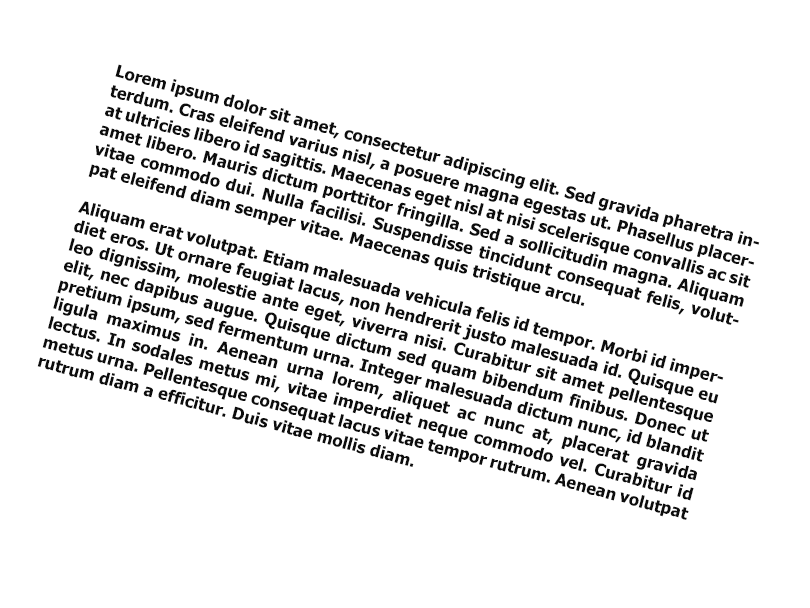 Lorem ipsum dolor sit amet, consectetur adipiscing elit. Sed gravida pharetra in-
terdum. Cras eleifend varius nisl, a posuere magna egestas ut. Phasellus placer-
at ultricies libero id sagittis. Maecenas eget nisl at nisi scelerisque convallis ac sit
amet libero. Mauris dictum porttitor fringilla. Sed a sollicitudin magna. Aliquam
vitae commodo dui. Nulla facilisi. Suspendisse tincidunt consequat felis, volut-
pat eleifend diam semper vitae. Maecenas quis tristique arcu.
Aliquam erat volutpat. Etiam malesuada vehicula felis id tempor. Morbi id imper-
diet eros. Ut ornare feugiat lacus, non hendrerit justo malesuada id. Quisque eu
leo dignissim, molestie ante eget, viverra nisi. Curabitur sit amet pellentesque
elit, nec dapibus augue. Quisque dictum sed quam bibendum finibus. Donec ut
pretium ipsum, sed fermentum urna. Integer malesuada dictum nunc, id blandit
ligula maximus in. Aenean urna lorem, aliquet ac nunc at, placerat gravida
lectus. In sodales metus mi, vitae imperdiet neque commodo vel. Curabitur id
metus urna. Pellentesque consequat lacus vitae tempor rutrum. Aenean volutpat
rutrum diam a efficitur. Duis vitae mollis diam.